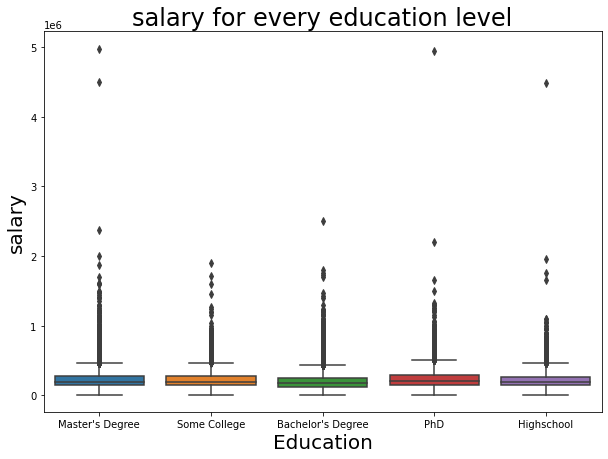 salary for every education level
1e6
5
4
3
2
1
0
salary
Master's Degree
Some College
Bachelor's Degree
PhD
Highschool
Education